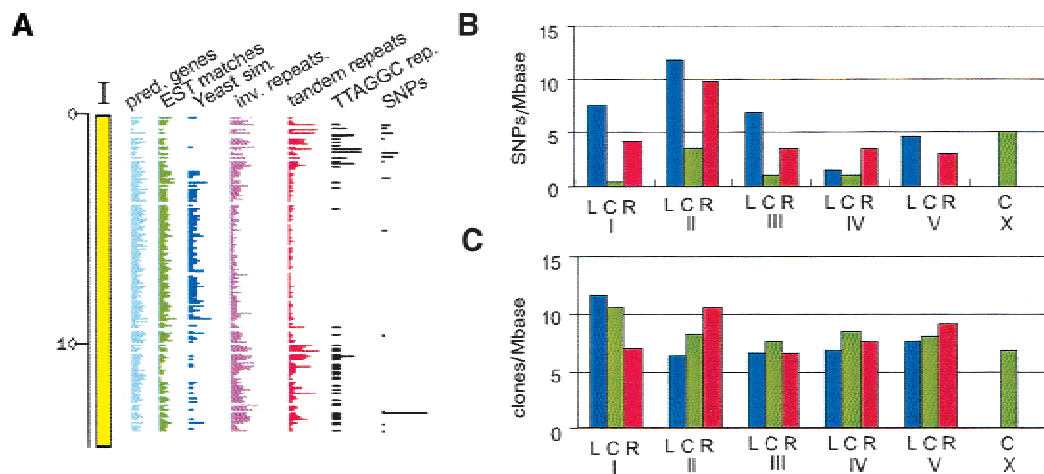 A
I
pred. genes
EST matches
Yeast sim.
inv. repeats.
tandem repeats
TTAGGC rep.
SNPs
0
10
B
SNPs/Mbase
15
10
5
0
L C R
L C R
L C R
L C R
L C R
C
I
II
III
IV
V
X
C
clones/Mbase
15
10
5
0
L C R
L C R
L C R
L C R
L C R
C
I
II
III
IV
V
X